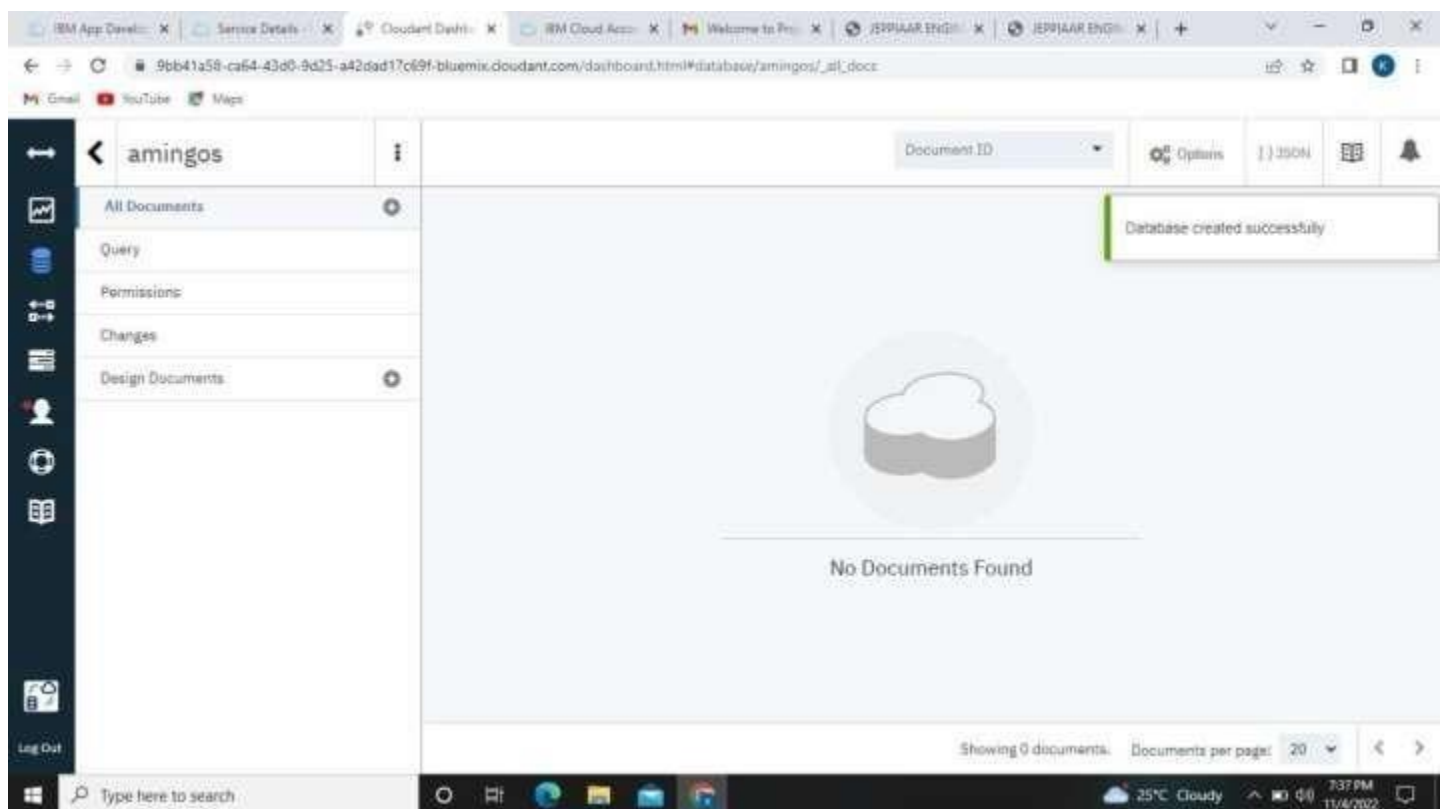 IBM App Develo
Service Details -
Cloudant Dashb
IBM Cloud Acco
Welcome to Pro
JEPPIAAR ENGI
JEPPIAAR ENGI
9bb41a58-ca64-43d0-9d25-a42dad17c69f-bluemix.cloudant.com/dashboard.html#database/amingos/_all_docs
K
Gmail YouTube Maps
amingos
Document ID
Options
{ } JSON
All Documents
Database created successfully
Query
Permissions
Changes
Design Documents
No Documents Found
Log Out
Showing 0 documents. Documents per page: 20
Type here to search
25°C Cloudy
7:37 PM
11/4/2022